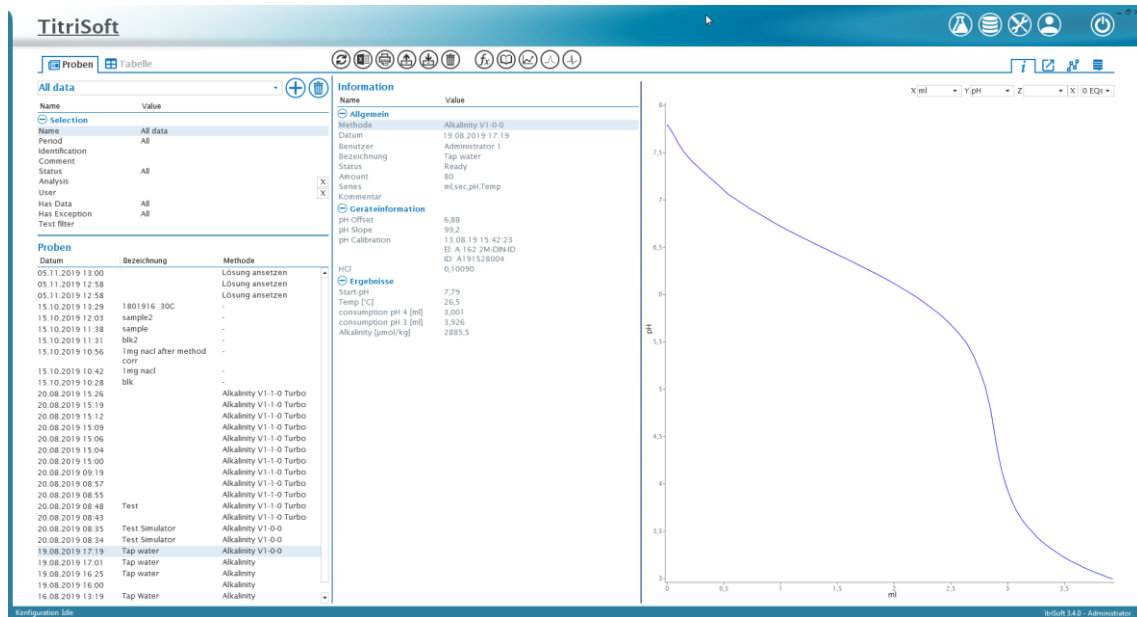 TitriSoft
Proben Tabelle
All data
Name Value
Selection
Name All data
Period All
Identification
Comment
Status All
Analysis X
User X
Has Data All
Has Exception All
Text filter
Proben
Datum Bezeichnung Methode
05.11.2019 13:00 Lösung ansetzen
05.11.2019 12:58 Lösung ansetzen
05.11.2019 12:58 Lösung ansetzen
15.10.2019 13:29 1801916 30C -
15.10.2019 12:03 sample2 -
15.10.2019 11:38 sample -
15.10.2019 11:31 blk2 -
15.10.2019 10:56 1mg nacl after method -
corr
15.10.2019 10:42 1mg nacl -
15.10.2019 10:28 blk -
20.08.2019 15:26 Alkalinity V1-1-0 Turbo
20.08.2019 15:19 Alkalinity V1-1-0 Turbo
20.08.2019 15:12 Alkalinity V1-1-0 Turbo
20.08.2019 15:09 Alkalinity V1-1-0 Turbo
20.08.2019 15:06 Alkalinity V1-1-0 Turbo
20.08.2019 15:04 Alkalinity V1-1-0 Turbo
20.08.2019 15:00 Alkalinity V1-1-0 Turbo
20.08.2019 09:19 Alkalinity V1-1-0 Turbo
20.08.2019 08:57 Alkalinity V1-1-0 Turbo
20.08.2019 08:55 Alkalinity V1-1-0 Turbo
20.08.2019 08:48 Test Alkalinity V1-1-0 Turbo
20.08.2019 08:43 Alkalinity V1-1-0 Turbo
20.08.2019 08:35 Test Simulator Alkalinity V1-0-0
20.08.2019 08:34 Test Simulator Alkalinity V1-0-0
19.08.2019 17:19 Tap water Alkalinity V1-0-0
19.08.2019 17:01 Tap water Alkalinity
19.08.2019 16:25 Tap water Alkalinity
19.08.2019 16:00 Alkalinity
16.08.2019 13:19 Tap Water Alkalinity
Information
Name Value
Allgemein
Methode Alkalinity V1-0-0
Datum 19.08.2019 17:19
Benutzer Administrator 1
Bezeichnung Tap water
Status Ready
Amount 80
Series ml,sec,pH,Temp
Kommentar
Geräteinformation
pH Offset 6,88
pH Slope 99,2
pH Calibration 13.08.19 15:42:23
El: A 162 2M-DIN-ID
ID: A191528004
HCl 0,10090
Ergebnisse
Start-pH 7,79
Temp [°C] 26,5
consumption pH 4 [ml] 3,001
consumption pH 3 [ml] 3,926
Alkalinity [µmol/kg] 2885,5
fx
i
X ml Y pH Z X 0 EQs
8
7,5
7
6,5
6
5,5
5
4,5
4
3,5
3
pH
0 0,5 1 1,5 2 2,5 3 3,5
ml
Konfiguration Idle
TitriSoft 3.4.0 - Administrator